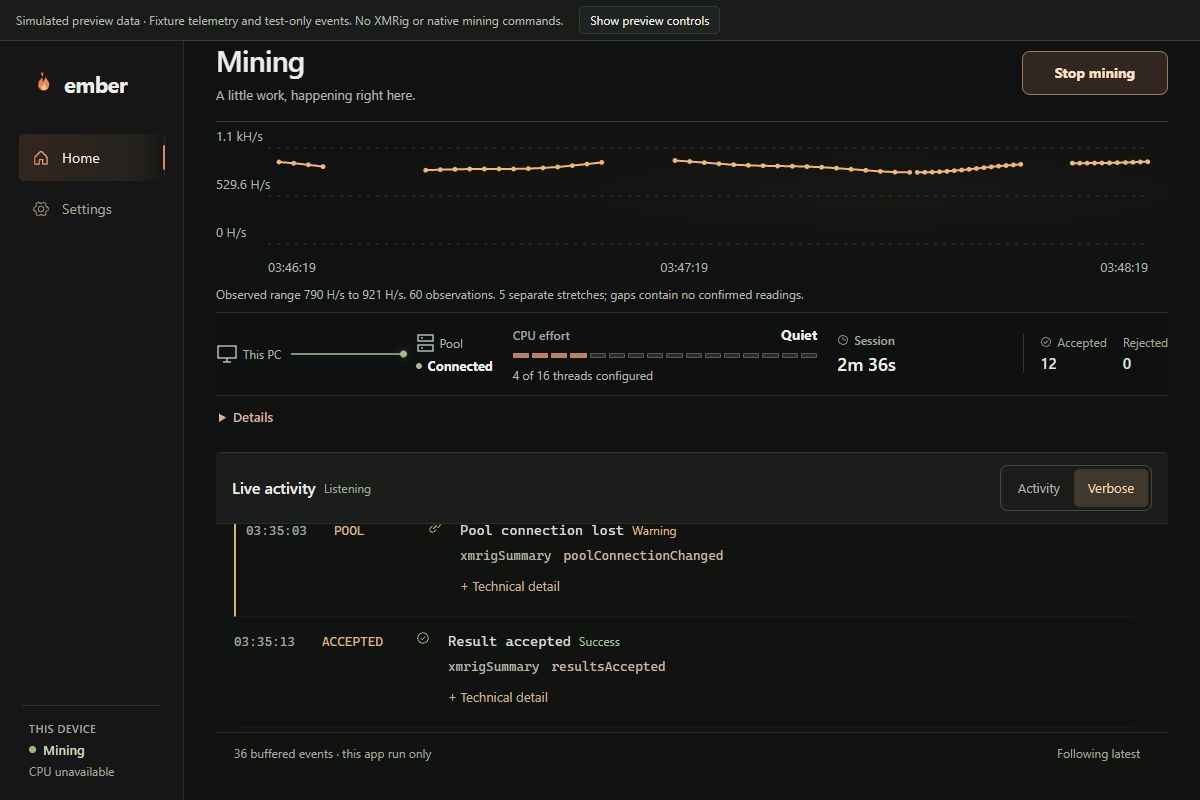 Simulated preview data · Fixture telemetry and test-only events. No XMRig or native mining commands.
Show preview controls
ember
Home
Settings
THIS DEVICE
Mining
CPU unavailable
Mining
A little work, happening right here.
Stop mining
1.1 kH/s
529.6 H/s
0 H/s
03:46:19 03:47:19 03:48:19
Observed range 790 H/s to 921 H/s. 60 observations. 5 separate stretches; gaps contain no confirmed readings.
This PC
Pool
Connected
CPU effort Quiet
4 of 16 threads configured
Session
2m 36s
Accepted
12
Rejected
0
Details
Live activity Listening
Activity Verbose
03:35:03 POOL Pool connection lost Warning
xmrigSummary poolConnectionChanged
+ Technical detail
03:35:13 ACCEPTED Result accepted Success
xmrigSummary resultsAccepted
+ Technical detail
36 buffered events · this app run only
Following latest